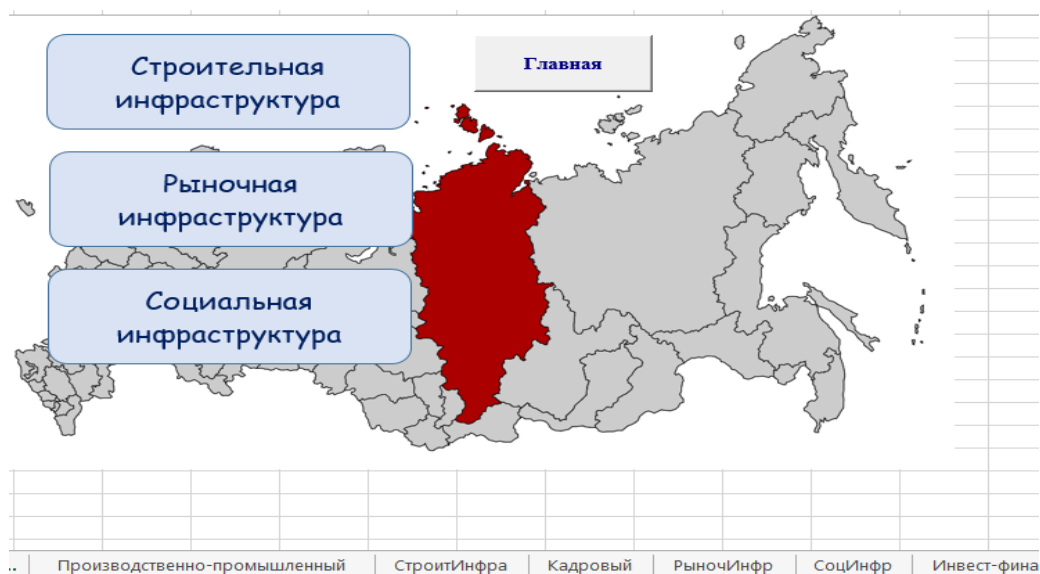 Строительная
инфраструктура
Главная
Рыночная
инфраструктура
Социальная
инфраструктура
.. Производственно-промышленный СтроитИнфра Кадровый РыночИнфр СоцИнфр Инвест-фина